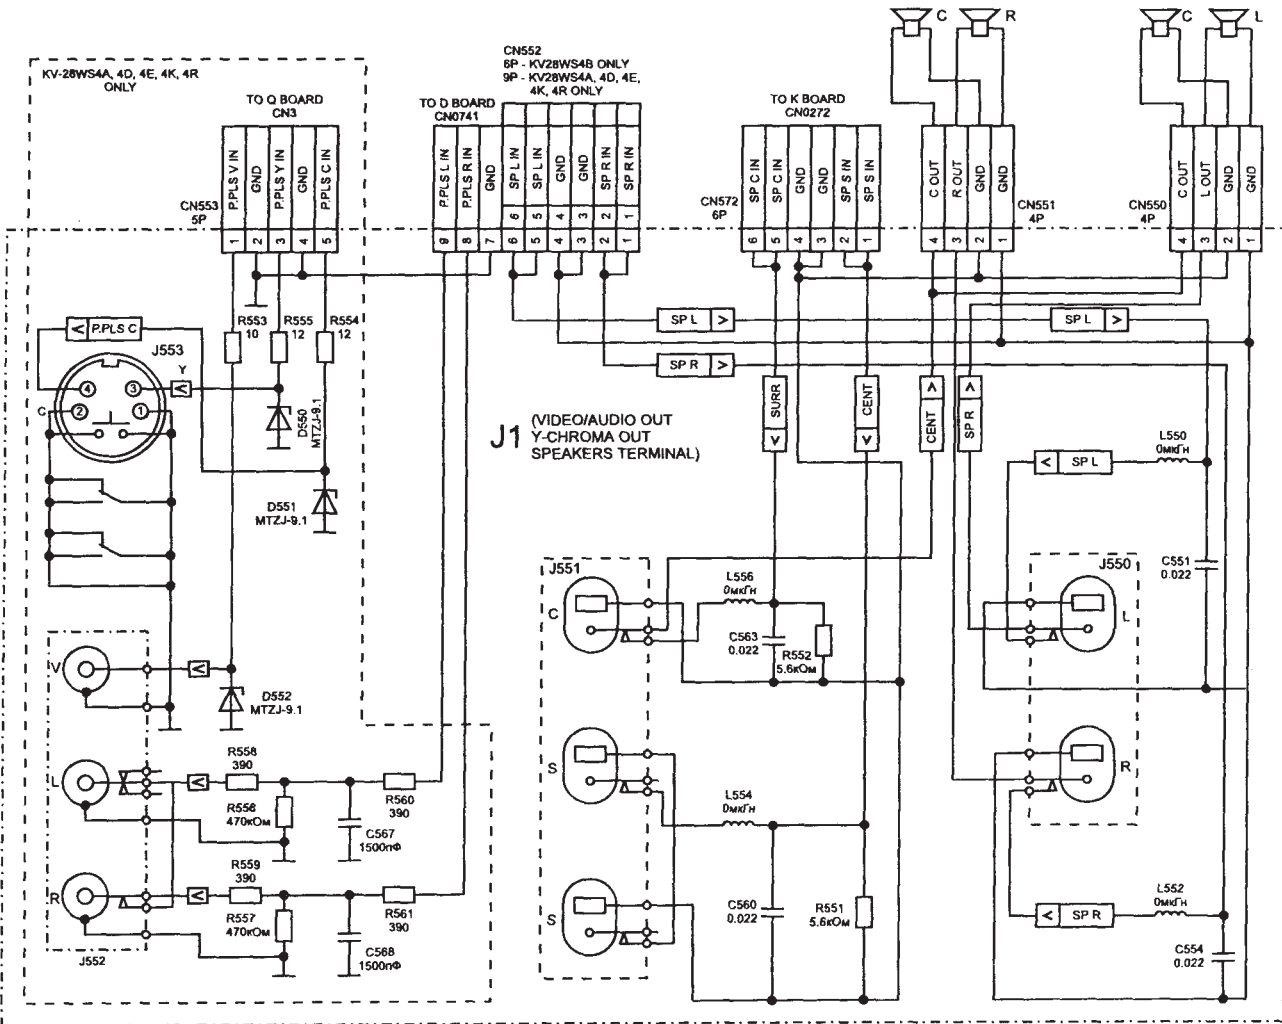 C
R
C
L
KV-28WS4A, 4D, 4E, 4K, 4R
ONLY
CN552
6P - KV28WS4B ONLY
9P - KV28WS4A, 4D, 4E,
4K, 4R ONLY
TO Q BOARD
CN3
TO D BOARD
CN0741
TO K BOARD
CN0272
CN553
5P
P.PLS V IN
GND
P.PLS Y IN
GND
P.PLS C IN
1 2 3 4 5
P.PLS L IN
P.PLS R IN
GND
SP L IN
SP L IN
GND
GND
SP R IN
SP R IN
6 5 4 3 2 1
9 8 7 6 5 4 3 2 1
CN572
6P
SP C IN
SP C IN
GND
GND
SP S IN
SP S IN
6 5 4 3 2 1
C OUT
R OUT
GND
GND
4 3 2 1
CN551
4P
CN550
4P
C OUT
L OUT
GND
GND
4 3 2 1
R553
10
R555
12
R554
12
< P.PLS C
SP L >
SP L >
SP R >
J553
Y
<
4
3
C
2
1
D550
MTZJ-9.1
J1
(VIDEO/AUDIO OUT
Y-CHROMA OUT
SPEAKERS TERMINAL)
SURR <
CENT <
CENT >
SP R >
< SP L
L550
0мкГн
D551
MTZJ-9.1
C551
0.022
J551
J550
L556
0мкГн
C
L
C563
0.022
R552
5.6кОм
V
<
D552
MTZJ-9.1
R558
390
L
<
R556
470кОм
C567
1500пФ
R560
390
S
R
L554
0мкГн
R559
390
R
<
R557
470кОм
C568
1500пФ
R561
390
J552
S
C560
0.022
R551
5.6кОм
< SP R
L552
0мкГн
C554
0.022